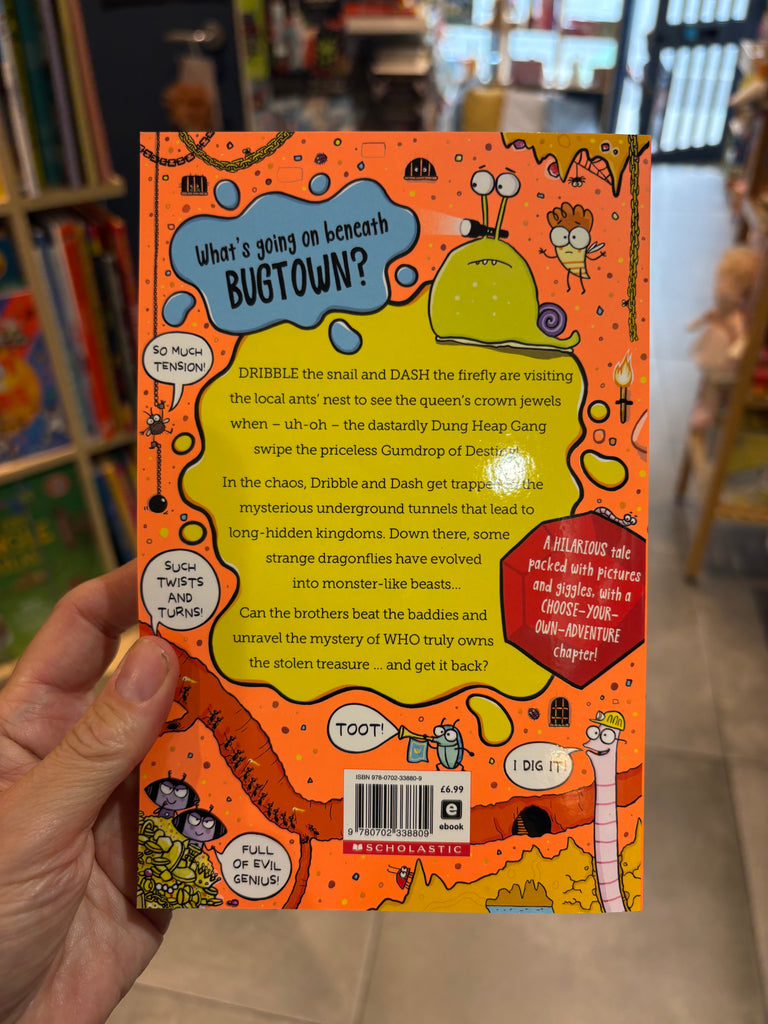 What's going on beneath
BUGTOWN?
SO MUCH
TENSION!
DRIBBLE the snail and DASH the firefly are visiting
the local ants' nest to see the queen's crown jewels
when – uh-oh – the dastardly Dung Heap Gang
swipe the priceless Gumdrop of Destiny!
In the chaos, Dribble and Dash get trapped in the
mysterious underground tunnels that lead to
long-hidden kingdoms. Down there, some
strange dragonflies have evolved
into monster-like beasts...
Can the brothers beat the baddies and
unravel the mystery of WHO truly owns
the stolen treasure ... and get it back?
SUCH
TWISTS
AND
TURNS!
A HILARIOUS tale
packed with pictures
and giggles, with a
CHOOSE-YOUR-
OWN-ADVENTURE
chapter!
TOOT!
I DIG IT!
ISBN 978-0702-33880-9
£6.99
e
ebook
9 780702 338809
SCHOLASTIC
FULL
OF EVIL
GENIUS!